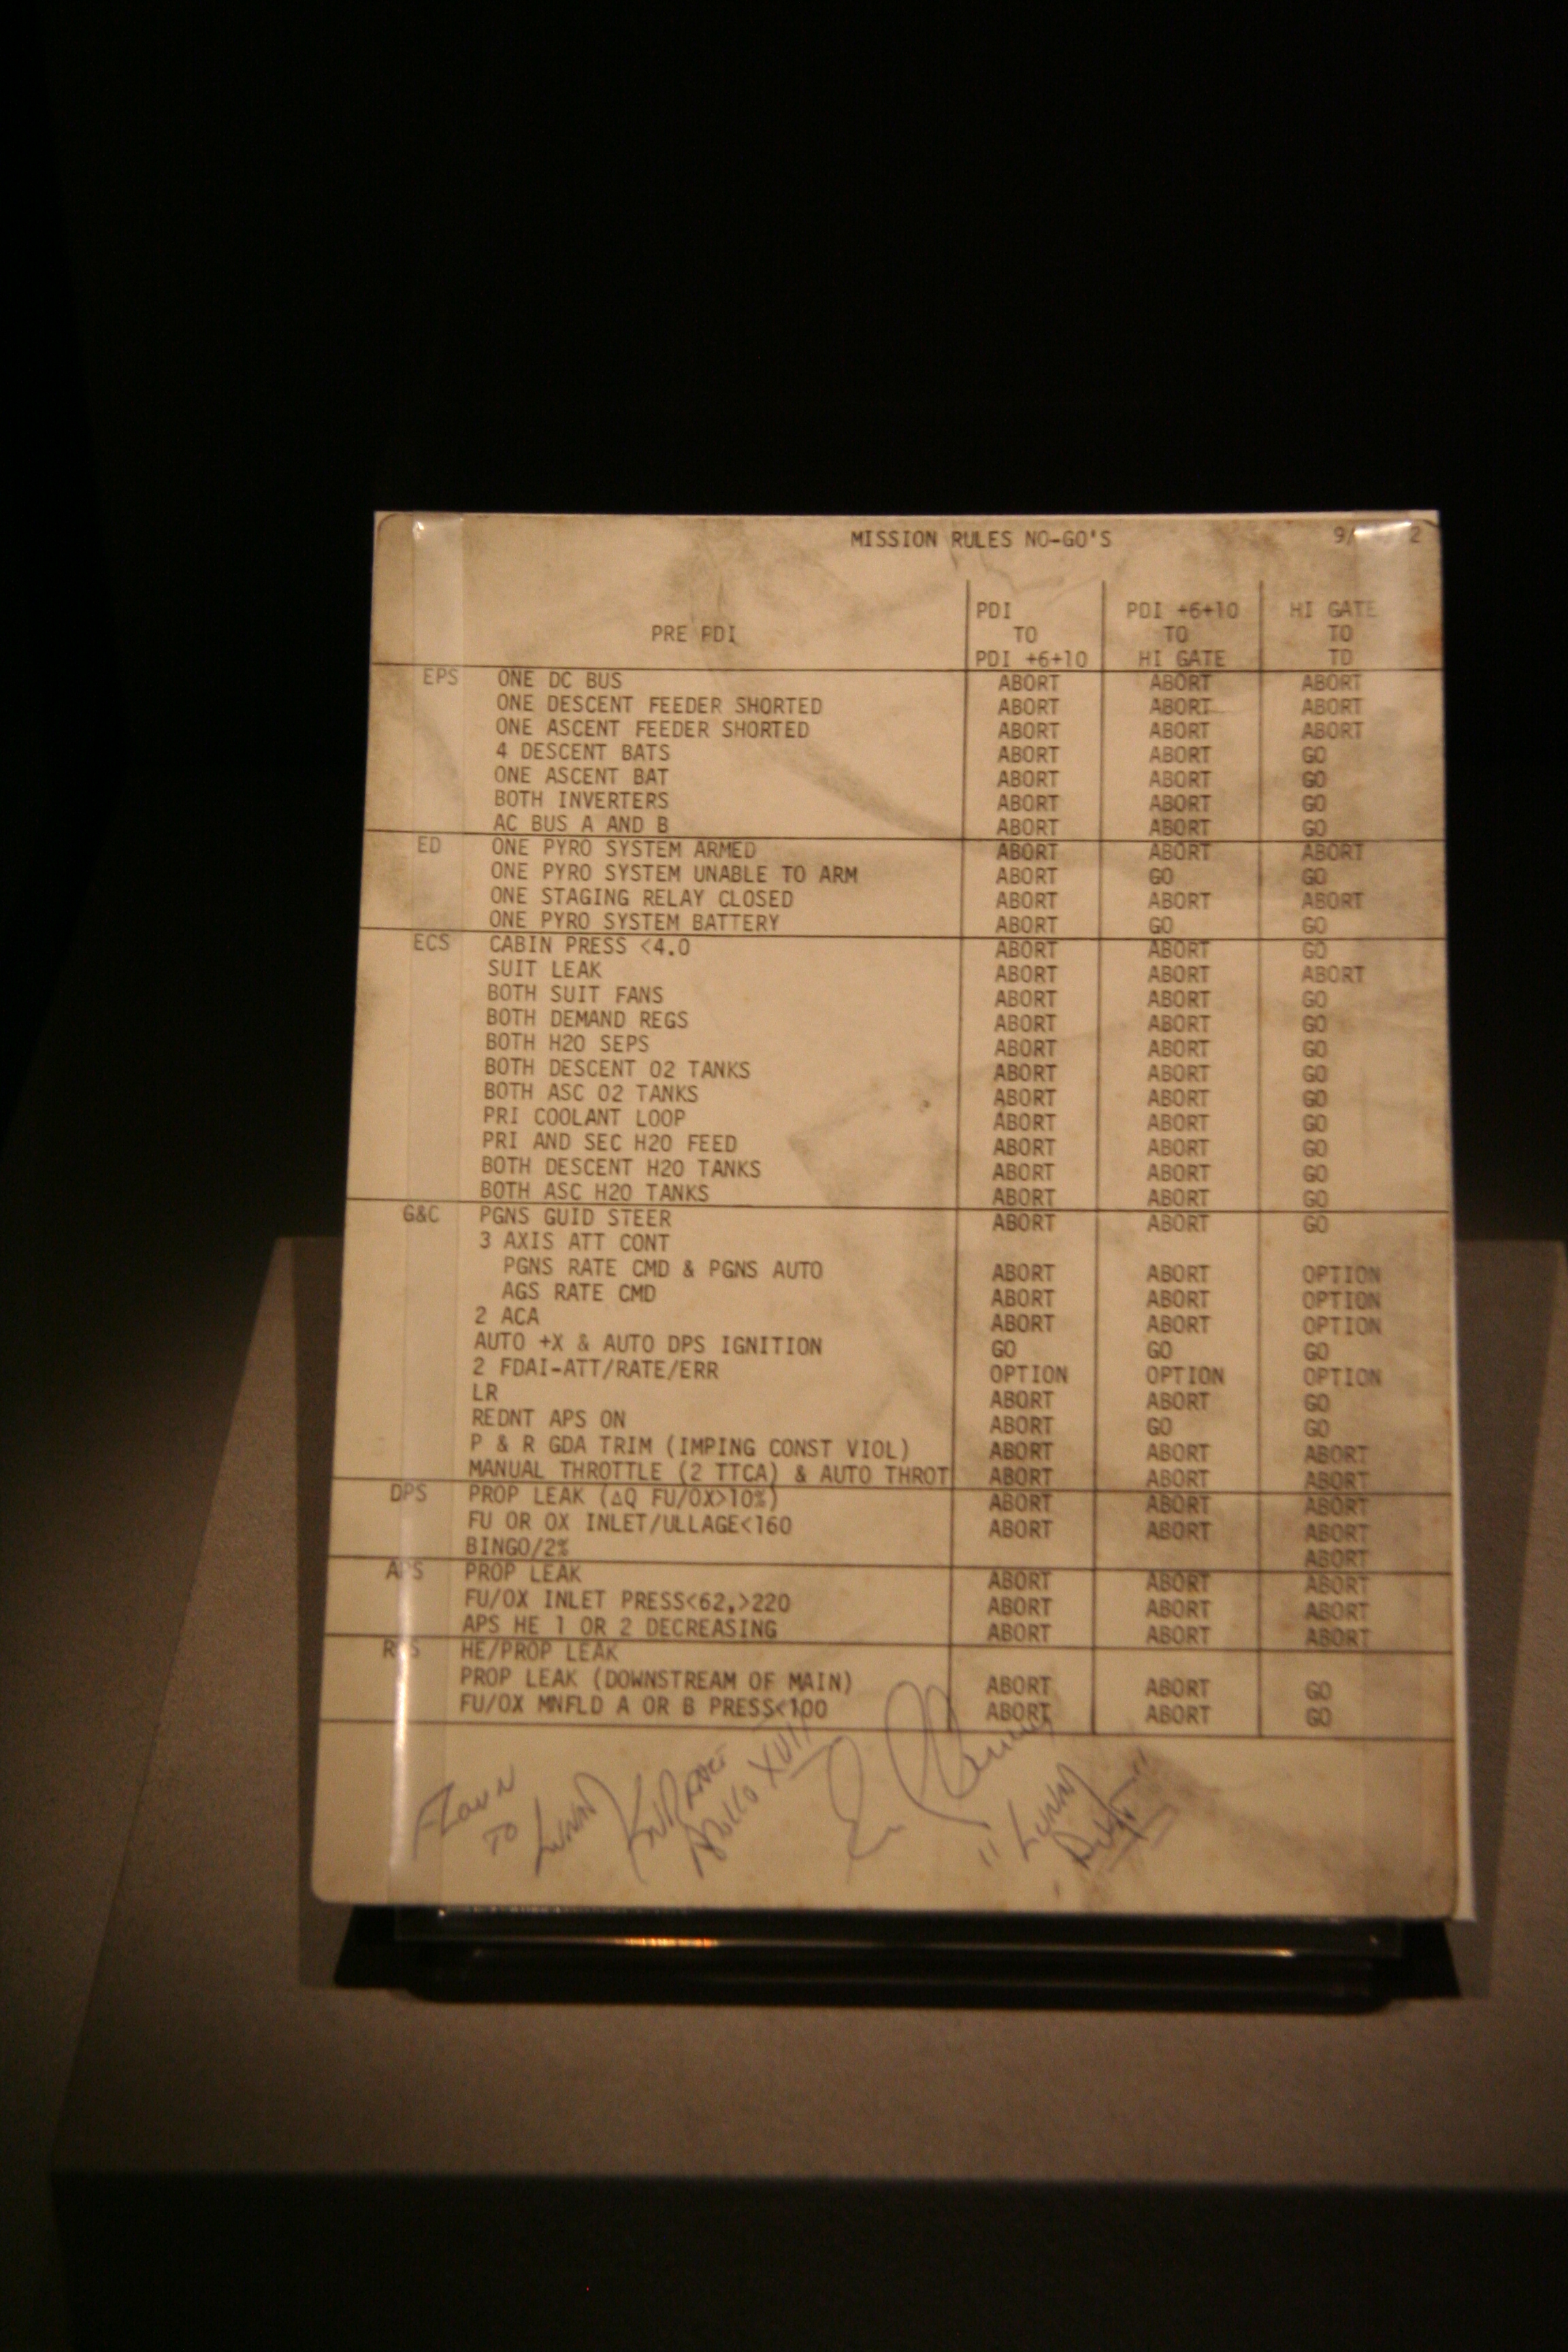 MISSION RULES NO-GO'S 9/ 2
PRE PDI PDI TO PDI +6+10 PDI +6+10 TO HI GATE HI GATE TO TD
EPS ONE DC BUS ABORT ABORT ABORT
ONE DESCENT FEEDER SHORTED ABORT ABORT ABORT
ONE ASCENT FEEDER SHORTED ABORT ABORT ABORT
4 DESCENT BATS ABORT ABORT GO
ONE ASCENT BAT ABORT ABORT GO
BOTH INVERTERS ABORT ABORT GO
AC BUS A AND B ABORT ABORT GO
ED ONE PYRO SYSTEM ARMED ABORT ABORT ABORT
ONE PYRO SYSTEM UNABLE TO ARM ABORT GO GO
ONE STAGING RELAY CLOSED ABORT ABORT ABORT
ONE PYRO SYSTEM BATTERY ABORT GO GO
ECS CABIN PRESS <4.0 ABORT ABORT GO
SUIT LEAK ABORT ABORT ABORT
BOTH SUIT FANS ABORT ABORT GO
BOTH DEMAND REGS ABORT ABORT GO
BOTH H2O SEPS ABORT ABORT GO
BOTH DESCENT O2 TANKS ABORT ABORT GO
BOTH ASC O2 TANKS ABORT ABORT GO
PRI COOLANT LOOP ABORT ABORT GO
PRI AND SEC H2O FEED ABORT ABORT GO
BOTH DESCENT H2O TANKS ABORT ABORT GO
BOTH ASC H2O TANKS ABORT ABORT GO
G&C PGNS GUID STEER ABORT ABORT GO
3 AXIS ATT CONT
PGNS RATE CMD & PGNS AUTO ABORT ABORT OPTION
AGS RATE CMD ABORT ABORT OPTION
2 ACA ABORT ABORT OPTION
AUTO +X & AUTO DPS IGNITION GO GO GO
2 FDAI-ATT/RATE/ERR OPTION OPTION OPTION
LR ABORT ABORT GO
REDNT APS ON ABORT GO GO
P & R GDA TRIM (IMPING CONST VIOL) ABORT ABORT ABORT
MANUAL THROTTLE (2 TTCA) & AUTO THROT ABORT ABORT ABORT
DPS PROP LEAK (ΔQ FU/OX>10%) ABORT ABORT ABORT
FU OR OX INLET/ULLAGE<160 ABORT ABORT ABORT
BINGO/2% ABORT
APS PROP LEAK ABORT ABORT ABORT
FU/OX INLET PRESS<62,>220 ABORT ABORT ABORT
APS HE 1 OR 2 DECREASING ABORT ABORT ABORT
RCS HE/PROP LEAK
PROP LEAK (DOWNSTREAM OF MAIN) ABORT ABORT GO
FU/OX MNFLD A OR B PRESS<100 ABORT ABORT GO
FLOWN TO LUNAR SURFACE
APOLLO XVII
"LUNAR